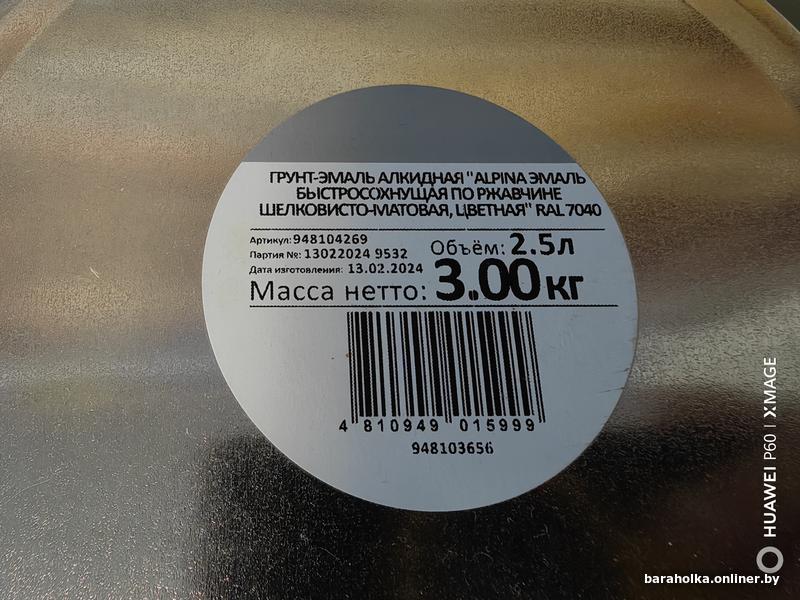 ГРУНТ-ЭМАЛЬ АЛКИДНАЯ "ALPINA ЭМАЛЬ
БЫСТРОСОХНУЩАЯ ПО РЖАВЧИНЕ
ШЕЛКОВИСТО-МАТОВАЯ, ЦВЕТНАЯ" RAL 7040
Артикул: 948104269
Партия №: 13022024 9532
Объём: 2.5л
Дата изготовления: 13.02.2024
Масса нетто: 3.00 кг
4 810949 015999
948103656
HUAWEI P60 | XMAGE
baraholka.onliner.by